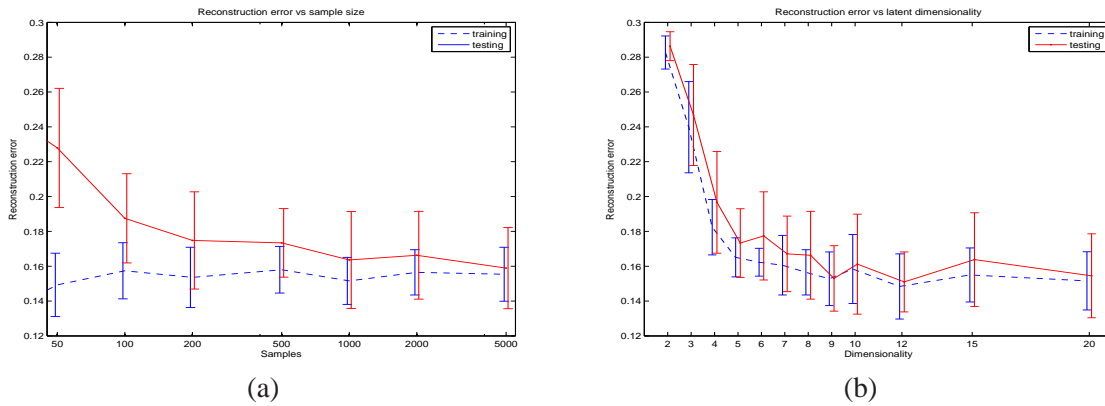 Reconstruction error vs sample size
0.3
0.28
0.26
0.24
0.22
0.2
0.18
0.16
0.14
0.12
Reconstruction error
training
testing
50 100 200 500 1000 2000 5000
Samples
(a)
Reconstruction error vs latent dimensionality
0.3
0.28
0.26
0.24
0.22
0.2
0.18
0.16
0.14
0.12
Reconstruction error
training
testing
2 3 4 5 6 7 8 9 10 12 15 20
Dimensionality
(b)